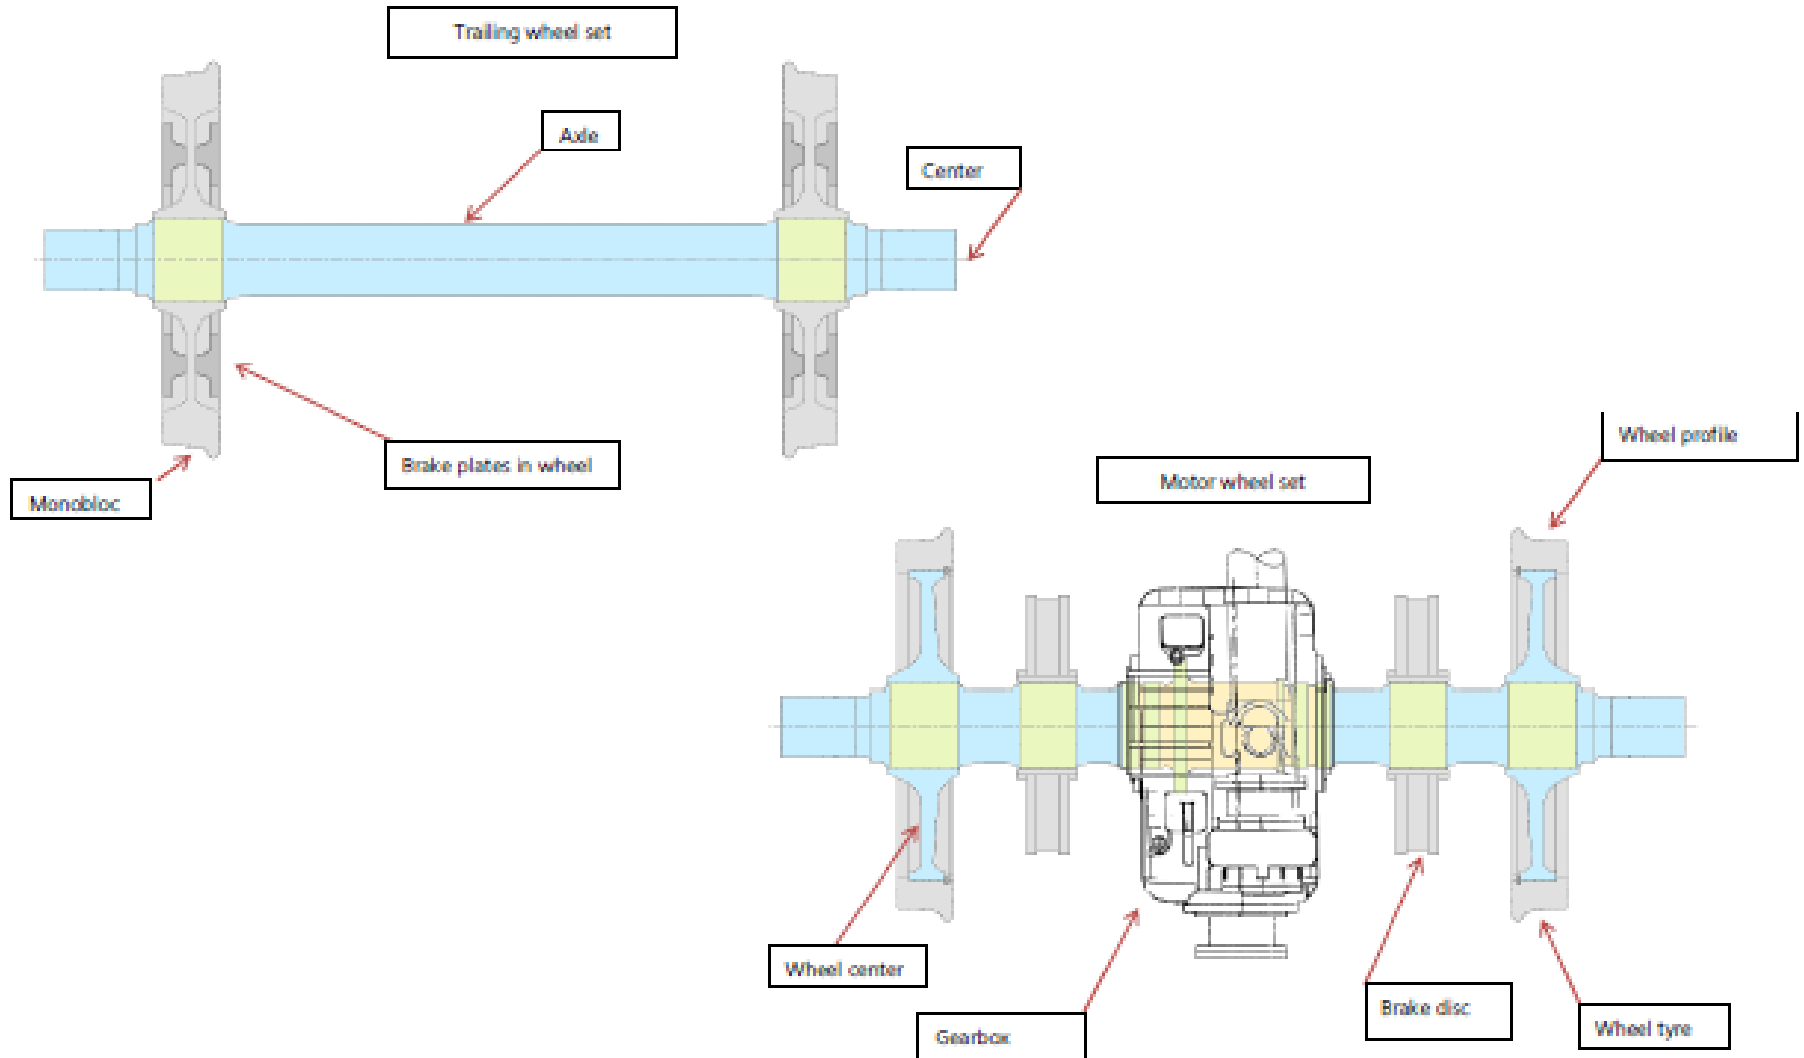 Trailing wheel set
Axle
Center
Brake plates in wheel
Monobloc
Wheel profile
Motor wheel set
Wheel center
Gearbox
Brake disc
Wheel tyre